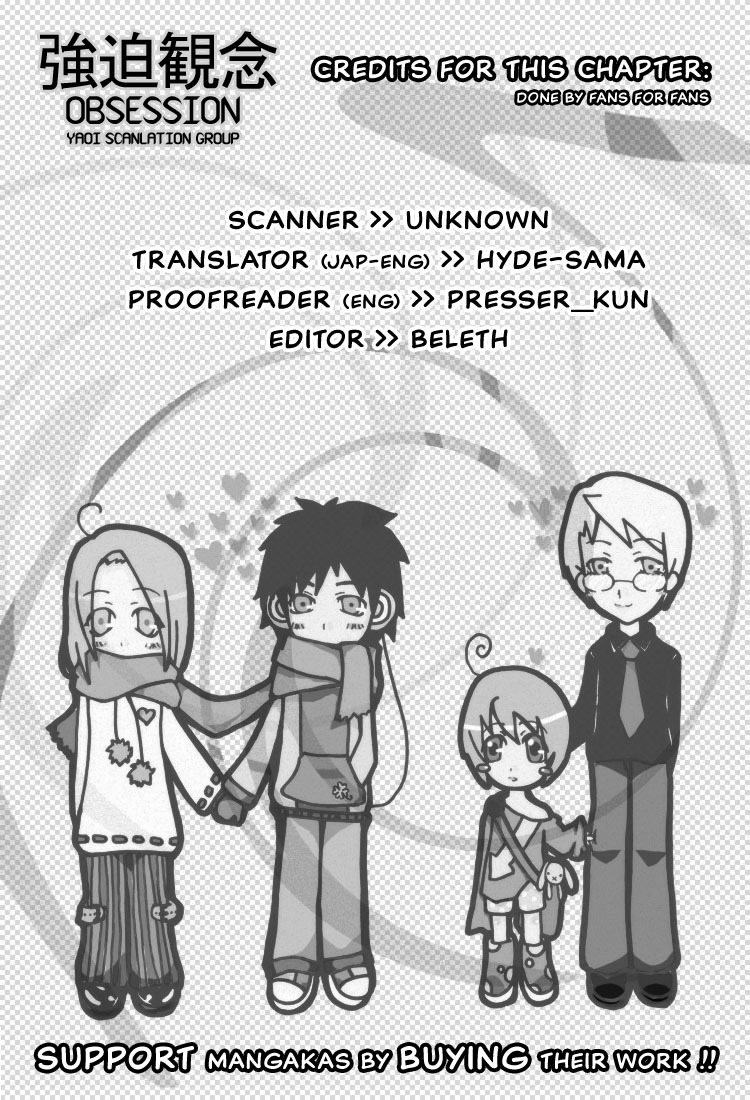 強迫観念
OBSESSION
YAOI SCANLATION GROUP
CREDITS FOR THIS CHAPTER:
DONE BY FANS FOR FANS
SCANNER >> UNKNOWN
TRANSLATOR (JAP-ENG) >> HYDE-SAMA
PROOFREADER (ENG) >> PRESSER_KUN
EDITOR >> BELETH
SUPPORT MANGAKAS BY BUYING THEIR WORK !!